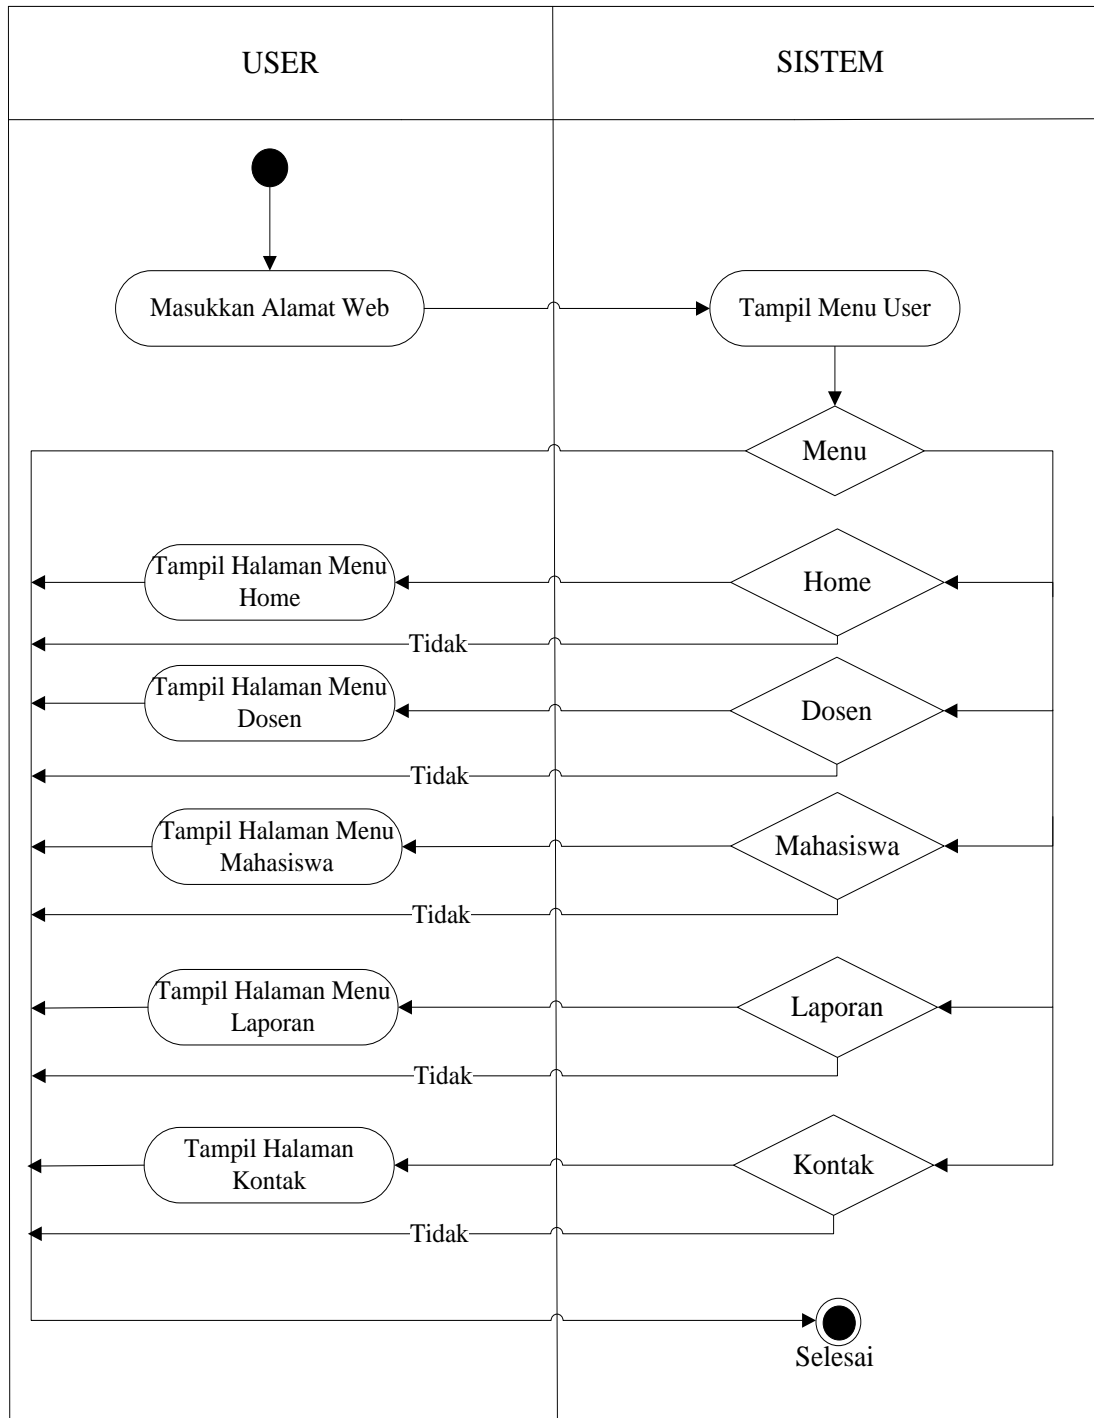 USER
SISTEM
Masukkan Alamat Web
Tampil Menu User
Menu
Tampil Halaman Menu
Home
Home
Tidak
Tampil Halaman Menu
Dosen
Dosen
Tidak
Tampil Halaman Menu
Mahasiswa
Mahasiswa
Tidak
Tampil Halaman Menu
Laporan
Laporan
Tidak
Tampil Halaman
Kontak
Kontak
Tidak
Selesai